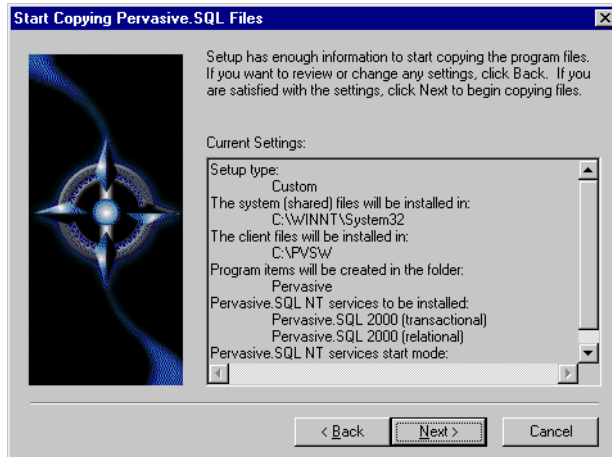 Start Copying Pervasive.SQL Files
Setup has enough information to start copying the program files.
If you want to review or change any settings, click Back. If you
are satisfied with the settings, click Next to begin copying files.
Current Settings:
Setup type:
Custom
The system (shared) files will be installed in:
C:\WINNT\System32
The client files will be installed in:
C:\PVSW
Program items will be created in the folder:
Pervasive
Pervasive.SQL NT services to be installed:
Pervasive.SQL 2000 (transactional)
Pervasive.SQL 2000 (relational)
Pervasive.SQL NT services start mode:
< Back Next > Cancel